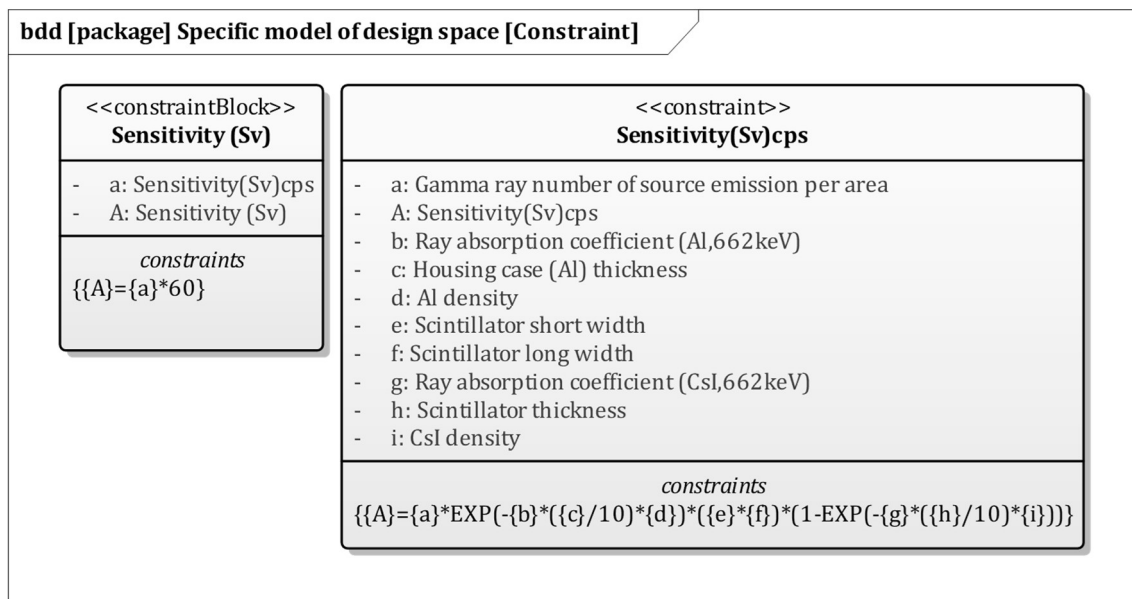 bdd [package] Specific model of design space [Constraint]
<<constraintBlock>>
Sensitivity (Sv)
- a: Sensitivity(Sv)cps
- A: Sensitivity (Sv)
constraints
{{A}={a}*60}
<<constraint>>
Sensitivity(Sv)cps
- a: Gamma ray number of source emission per area
- A: Sensitivity(Sv)cps
- b: Ray absorption coefficient (Al,662keV)
- c: Housing case (Al) thickness
- d: Al density
- e: Scintillator short width
- f: Scintillator long width
- g: Ray absorption coefficient (CsI,662keV)
- h: Scintillator thickness
- i: CsI density
constraints
{{A}={a}*EXP(-{b}*({c}/10)*{d})*({e}*{f})*(1-EXP(-{g}*({h}/10)*{i}))}